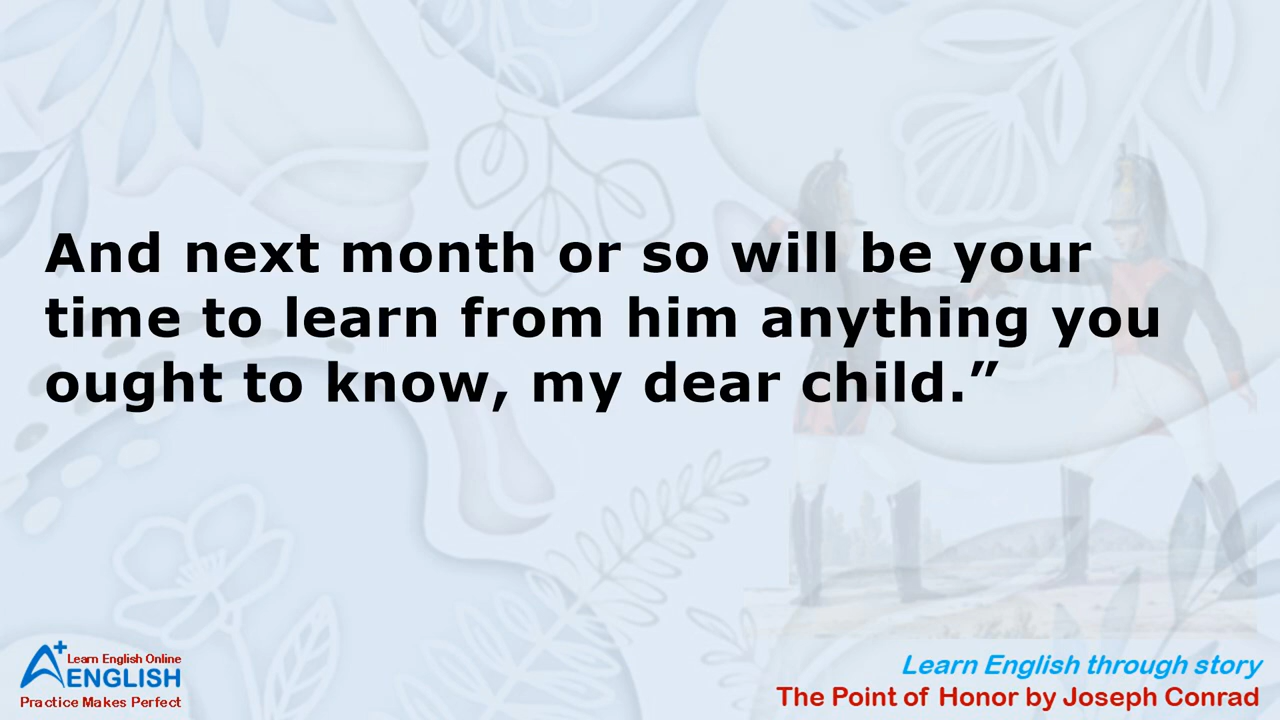 And next month or so will be your
time to learn from him anything you
ought to know, my dear child.”
A+ Learn English Online
ENGLISH
Practice Makes Perfect
Learn English through story
The Point of Honor by Joseph Conrad